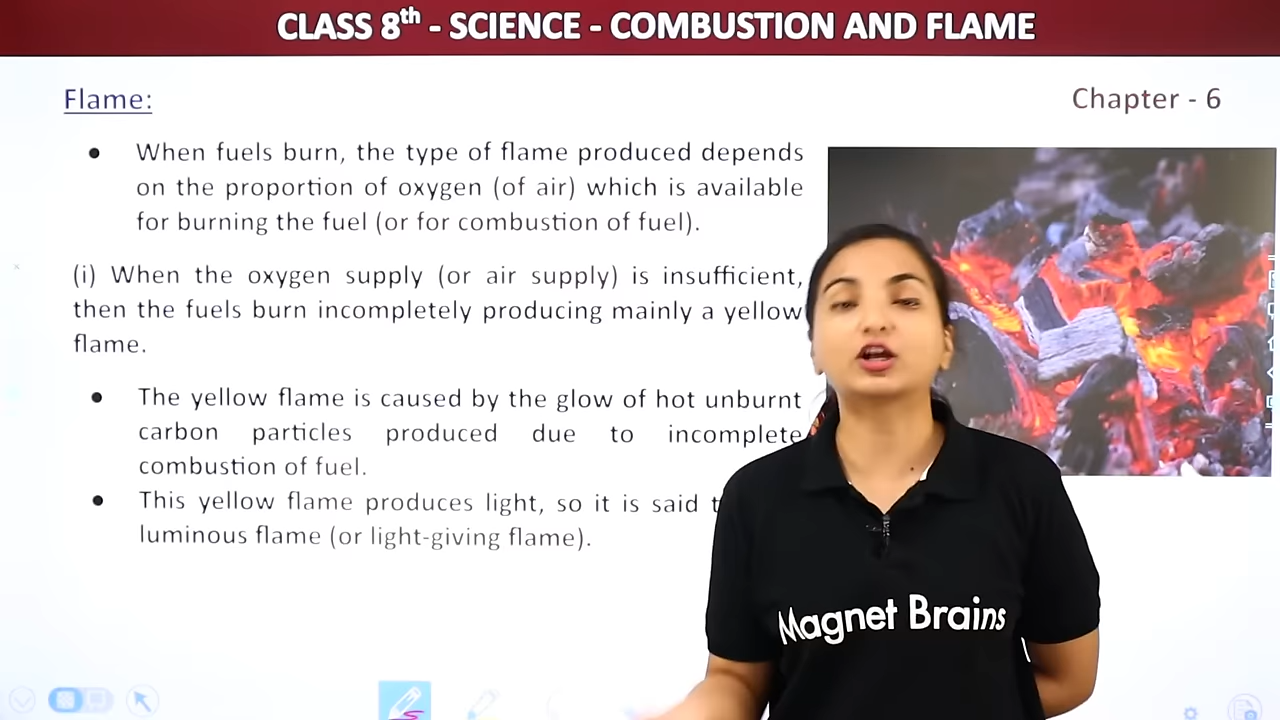 CLASS 8th - SCIENCE - COMBUSTION AND FLAME
Flame:
Chapter - 6
• When fuels burn, the type of flame produced depends
on the proportion of oxygen (of air) which is available
for burning the fuel (or for combustion of fuel).
(i) When the oxygen supply (or air supply) is insufficient,
then the fuels burn incompletely producing mainly a yellow
flame.
• The yellow flame is caused by the glow of hot unburnt
carbon particles produced due to incomplete
combustion of fuel.
• This yellow flame produces light, so it is said
luminous flame (or light-giving flame).
Magnet Brains